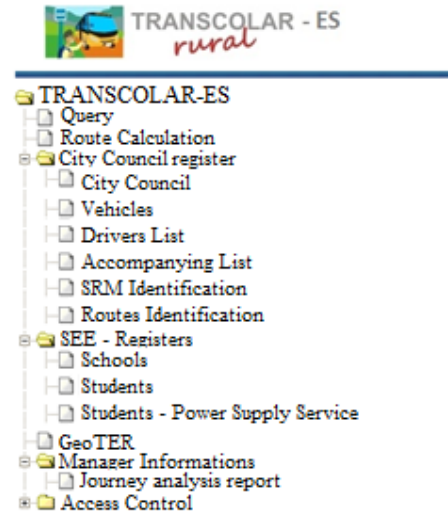 TRANSCOLAR - ES
rural
TRANSCOLAR-ES
Query
Route Calculation
City Council register
City Council
Vehicles
Drivers List
Accompanying List
SRM Identification
Routes Identification
SEE - Registers
Schools
Students
Students - Power Supply Service
GeoTER
Manager Informations
Journey analysis report
Access Control